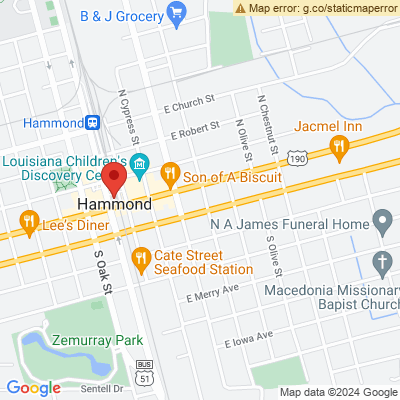 Map error: g.co/staticmaperror
B & J Grocery
E Church St
N Cypress St
N Chestnut St
Hammond
E Robert St
N Olive St
Jacmel Inn
190
Louisiana Children's
Discovery Center
Son of A Biscuit
Hammond
Lee's Diner
N A James Funeral Home
Cate Street
Seafood Station
S Oak St
S Olive St
E Merry Ave
Macedonia Missionary
Bapist Church
Zemurray Park
E Iowa Ave
BUS
51
Google
Sentell Dr
Map data ©2024 Google